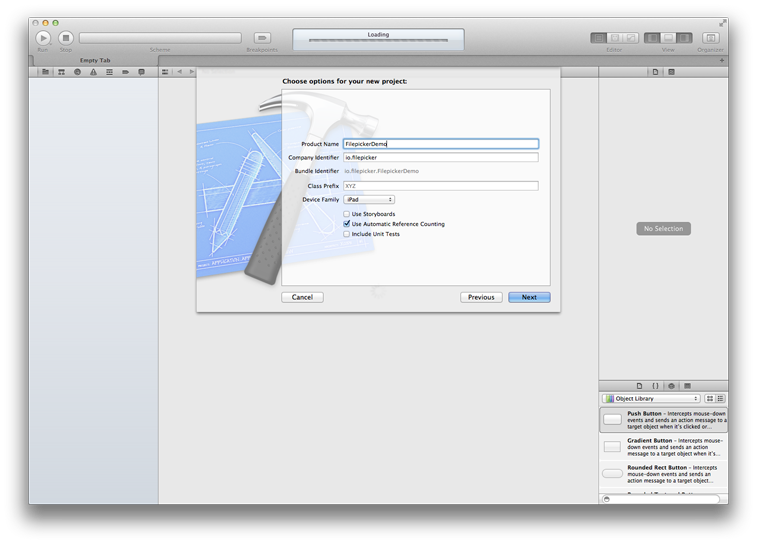 Loading
Run
Stop
Scheme
Breakpoints
Editor
View
Organizer
Empty Tab
Choose options for your new project:
Product Name
FilepickerDemo
Company Identifier
io.filepicker
Bundle Identifier
io.filepicker.FilepickerDemo
Class Prefix
XYZ
Device Family
iPad
Use Storyboards
Use Automatic Reference Counting
Include Unit Tests
Cancel
Previous
Next
No Selection
Object Library
Push Button – Intercepts mouse-down
events and sends an action message to a
target object when it's clicked or...
Gradient Button – Intercepts mouse-
down events and sends an action
message to a target object when it's...
Rounded Rect Button – Intercepts
mouse-down events and sends an
action message to a target object...